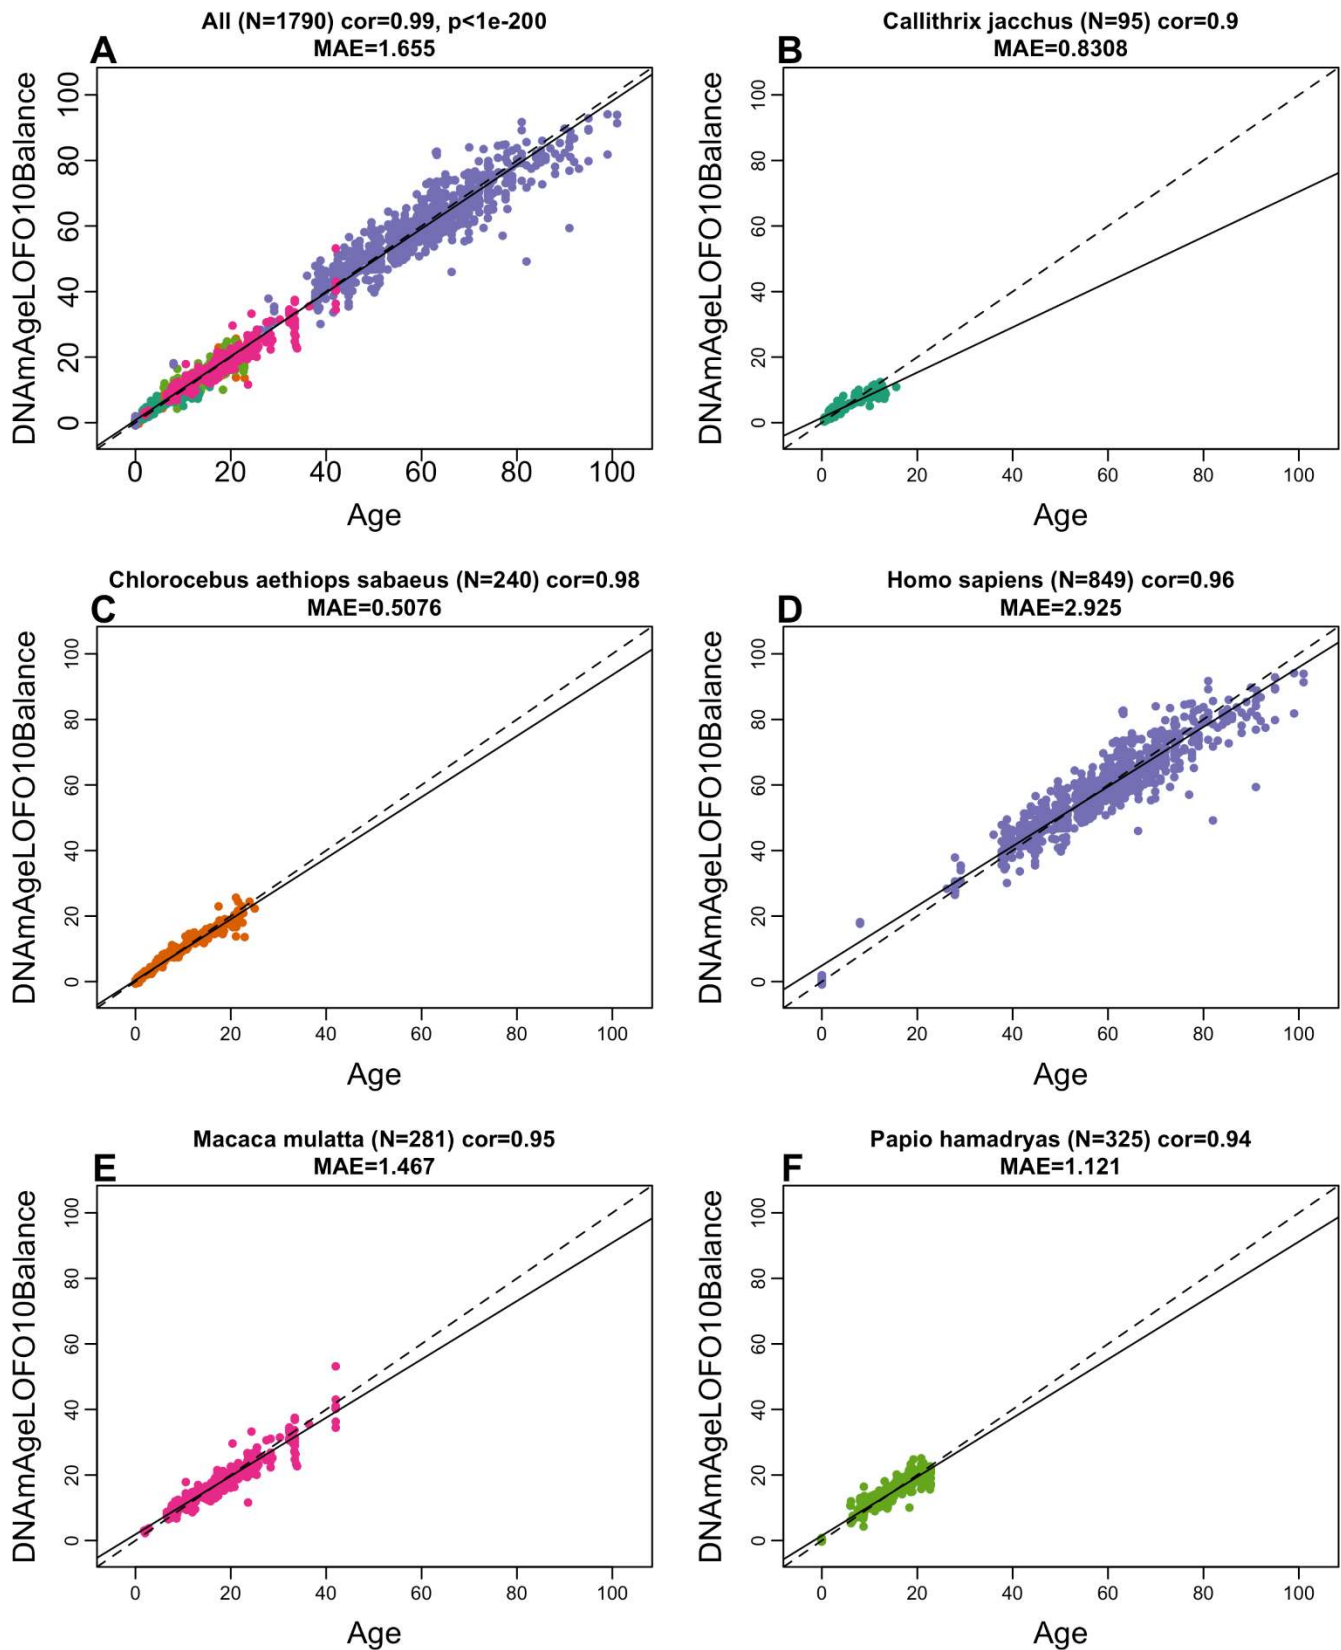 All (N=1790) cor=0.99, p<1e-200
MAE=1.655
A
DNAmAgeLOFO10Balance
0 20 40 60 80 100
0 20 40 60 80 100
Age
Callithrix jacchus (N=95) cor=0.9
MAE=0.8308
B
DNAmAgeLOFO10Balance
0 20 40 60 80 100
0 20 40 60 80 100
Age
Chlorocebus aethiops sabaeus (N=240) cor=0.98
MAE=0.5076
C
DNAmAgeLOFO10Balance
0 20 40 60 80 100
0 20 40 60 80 100
Age
Homo sapiens (N=849) cor=0.96
MAE=2.925
D
DNAmAgeLOFO10Balance
0 20 40 60 80 100
0 20 40 60 80 100
Age
Macaca mulatta (N=281) cor=0.95
MAE=1.467
E
DNAmAgeLOFO10Balance
0 20 40 60 80 100
0 20 40 60 80 100
Age
Papio hamadryas (N=325) cor=0.94
MAE=1.121
F
DNAmAgeLOFO10Balance
0 20 40 60 80 100
0 20 40 60 80 100
Age